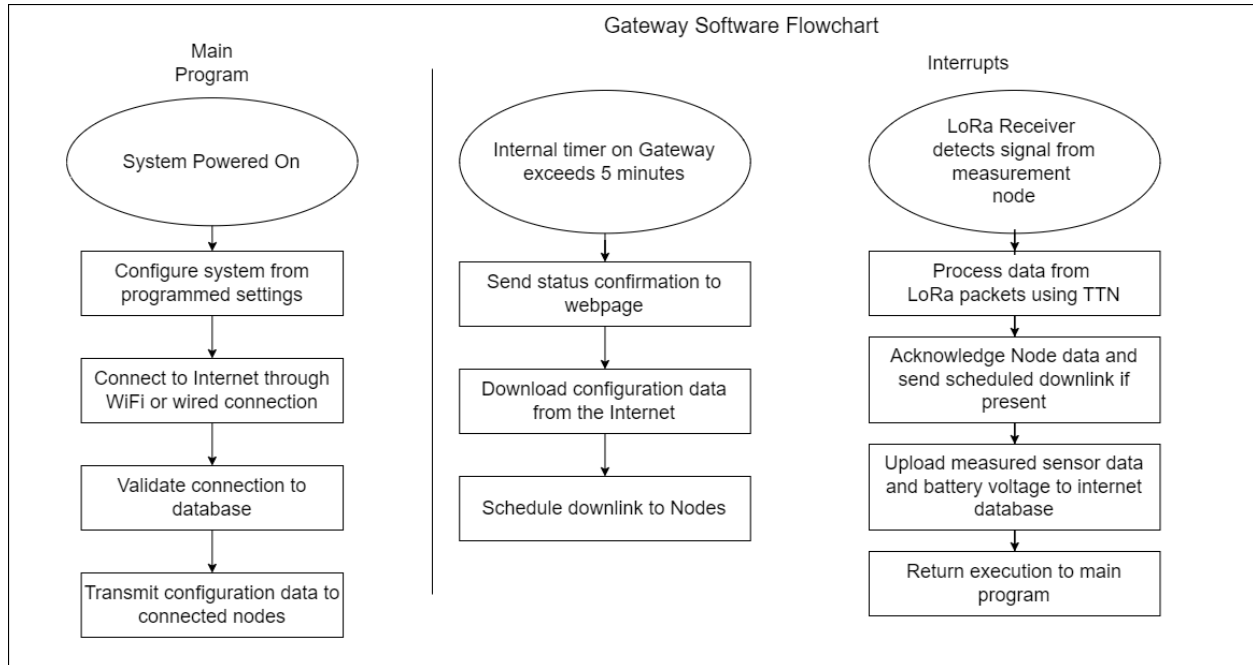 Gateway Software Flowchart
Main
Program
System Powered On
Configure system from
programmed settings
Connect to Internet through
WiFi or wired connection
Validate connection to
database
Transmit configuration data to
connected nodes
Interrupts
Internal timer on Gateway
exceeds 5 minutes
Send status confirmation to
webpage
Download configuration data
from the Internet
Schedule downlink to Nodes
LoRa Receiver
detects signal from
measurement
node
Process data from
LoRa packets using TTN
Acknowledge Node data and
send scheduled downlink if
present
Upload measured sensor data
and battery voltage to internet
database
Return execution to main
program